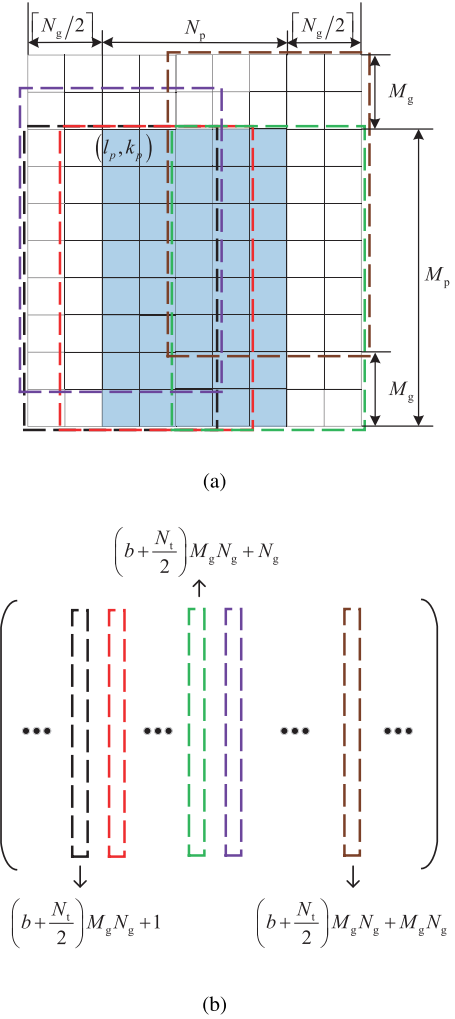 ⌈N_g/2⌉ N_p ⌈N_g/2⌉
M_g
(l_p, k_p)
M_p
M_g
(a)
(b + N_t/2) M_g N_g + N_g
••• ••• ••• •••
(b + N_t/2) M_g N_g + 1 (b + N_t/2) M_g N_g + M_g N_g
(b)